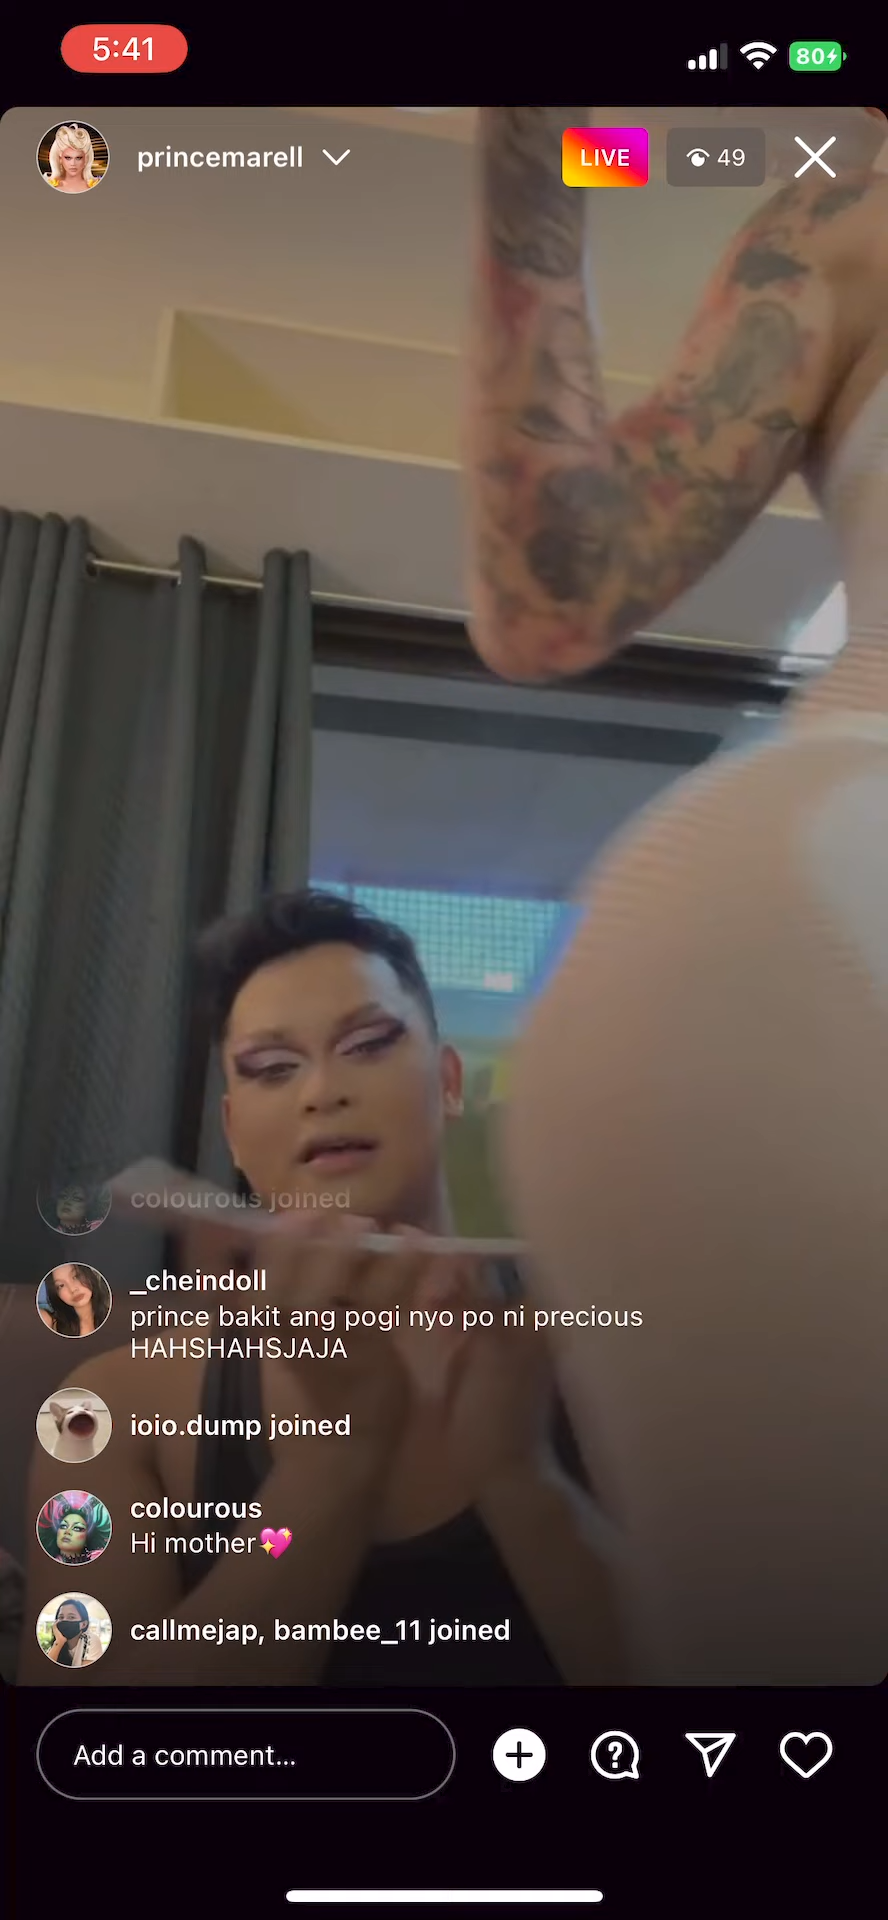 5:41
80
princemarell
LIVE
49
colourous joined
_cheindoll
prince bakit ang pogi nyo po ni precious
HAHSHAHSJAJA
ioio.dump joined
colourous
Hi mother💖
callmejap, bambee_11 joined
Add a comment...